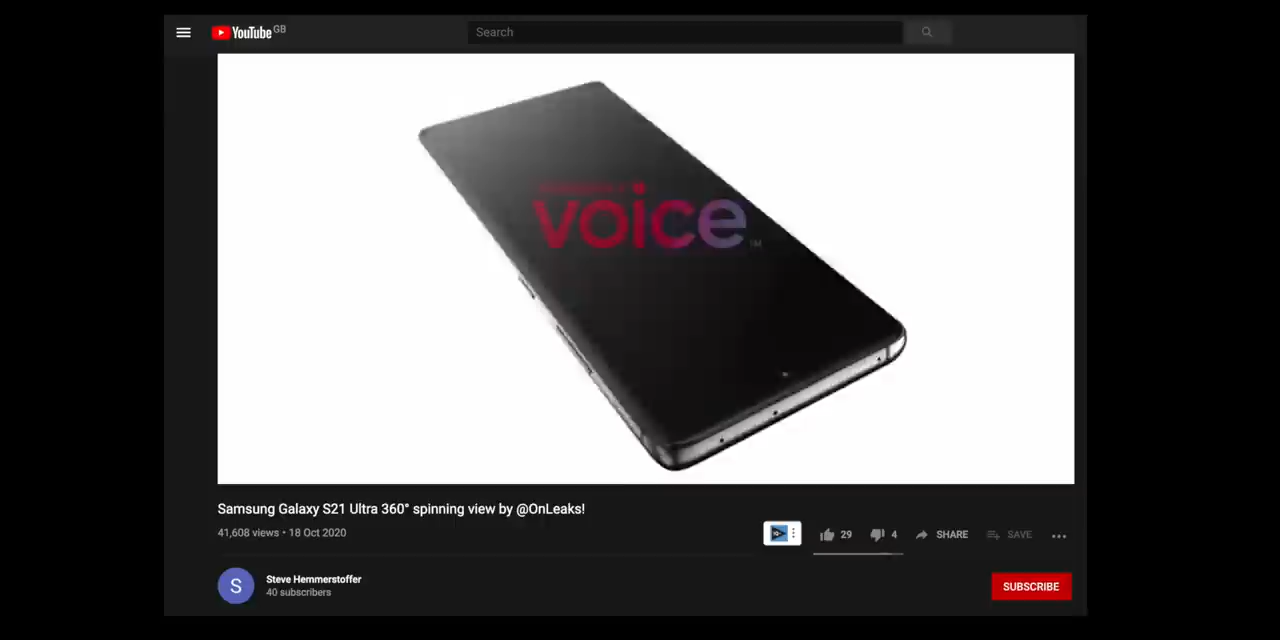 YouTube GB
Search
voice
TM
Samsung Galaxy S21 Ultra 360° spinning view by @OnLeaks!
41,608 views • 18 Oct 2020
29
4
SHARE
SAVE
S
Steve Hemmerstoffer
40 subscribers
SUBSCRIBE